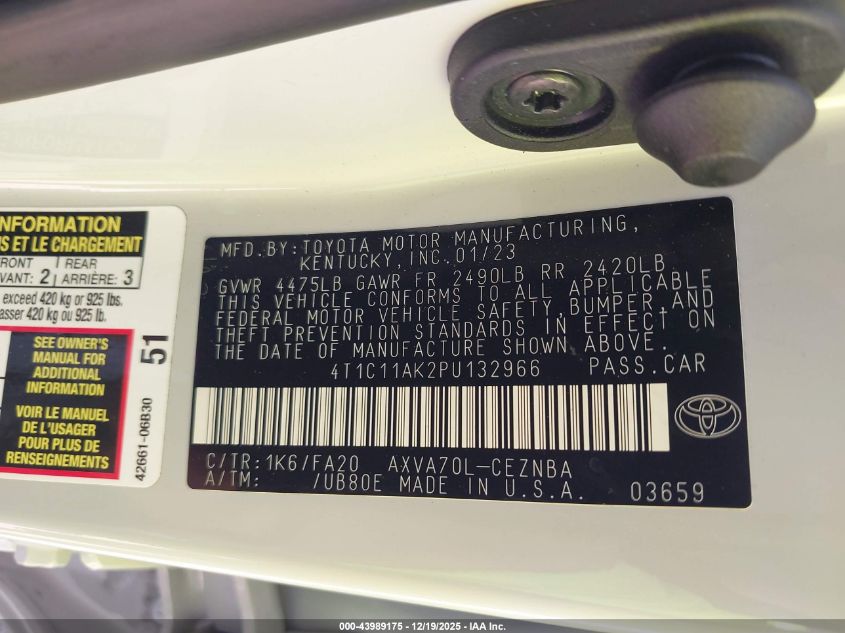 INFORMATION
S ET LE CHARGEMENT
FRONT
VANT: 2
REAR
ARRIÈRE: 3
exceed 420 kg or 925 lbs.
asser 420 kg ou 925 lb.
SEE OWNER'S
MANUAL FOR
ADDITIONAL
INFORMATION
VOIR LE MANUEL
DE L'USAGER
POUR PLUS DE
RENSEIGNEMENTS
51
42661-06B30
MFD.BY:TOYOTA MOTOR MANUFACTURING,
KENTUCKY,INC.01/23
GVWR 4475LB GAWR FR 2490LB RR 2420LB
THIS VEHICLE CONFORMS TO ALL APPLICABLE
FEDERAL MOTOR VEHICLE SAFETY,BUMPER,AND
THEFT PREVENTION STANDARDS IN EFFECT ON
THE DATE OF MANUFACTURE SHOWN ABOVE.
4T1C11AK2PU132966 PASS.CAR
C/TR:1K6/FA20 AXVA70L-CEZNBA
A/TM: /UB80E MADE IN U.S.A. 03659
000-43989175 - 12/19/2025 - IAA Inc.